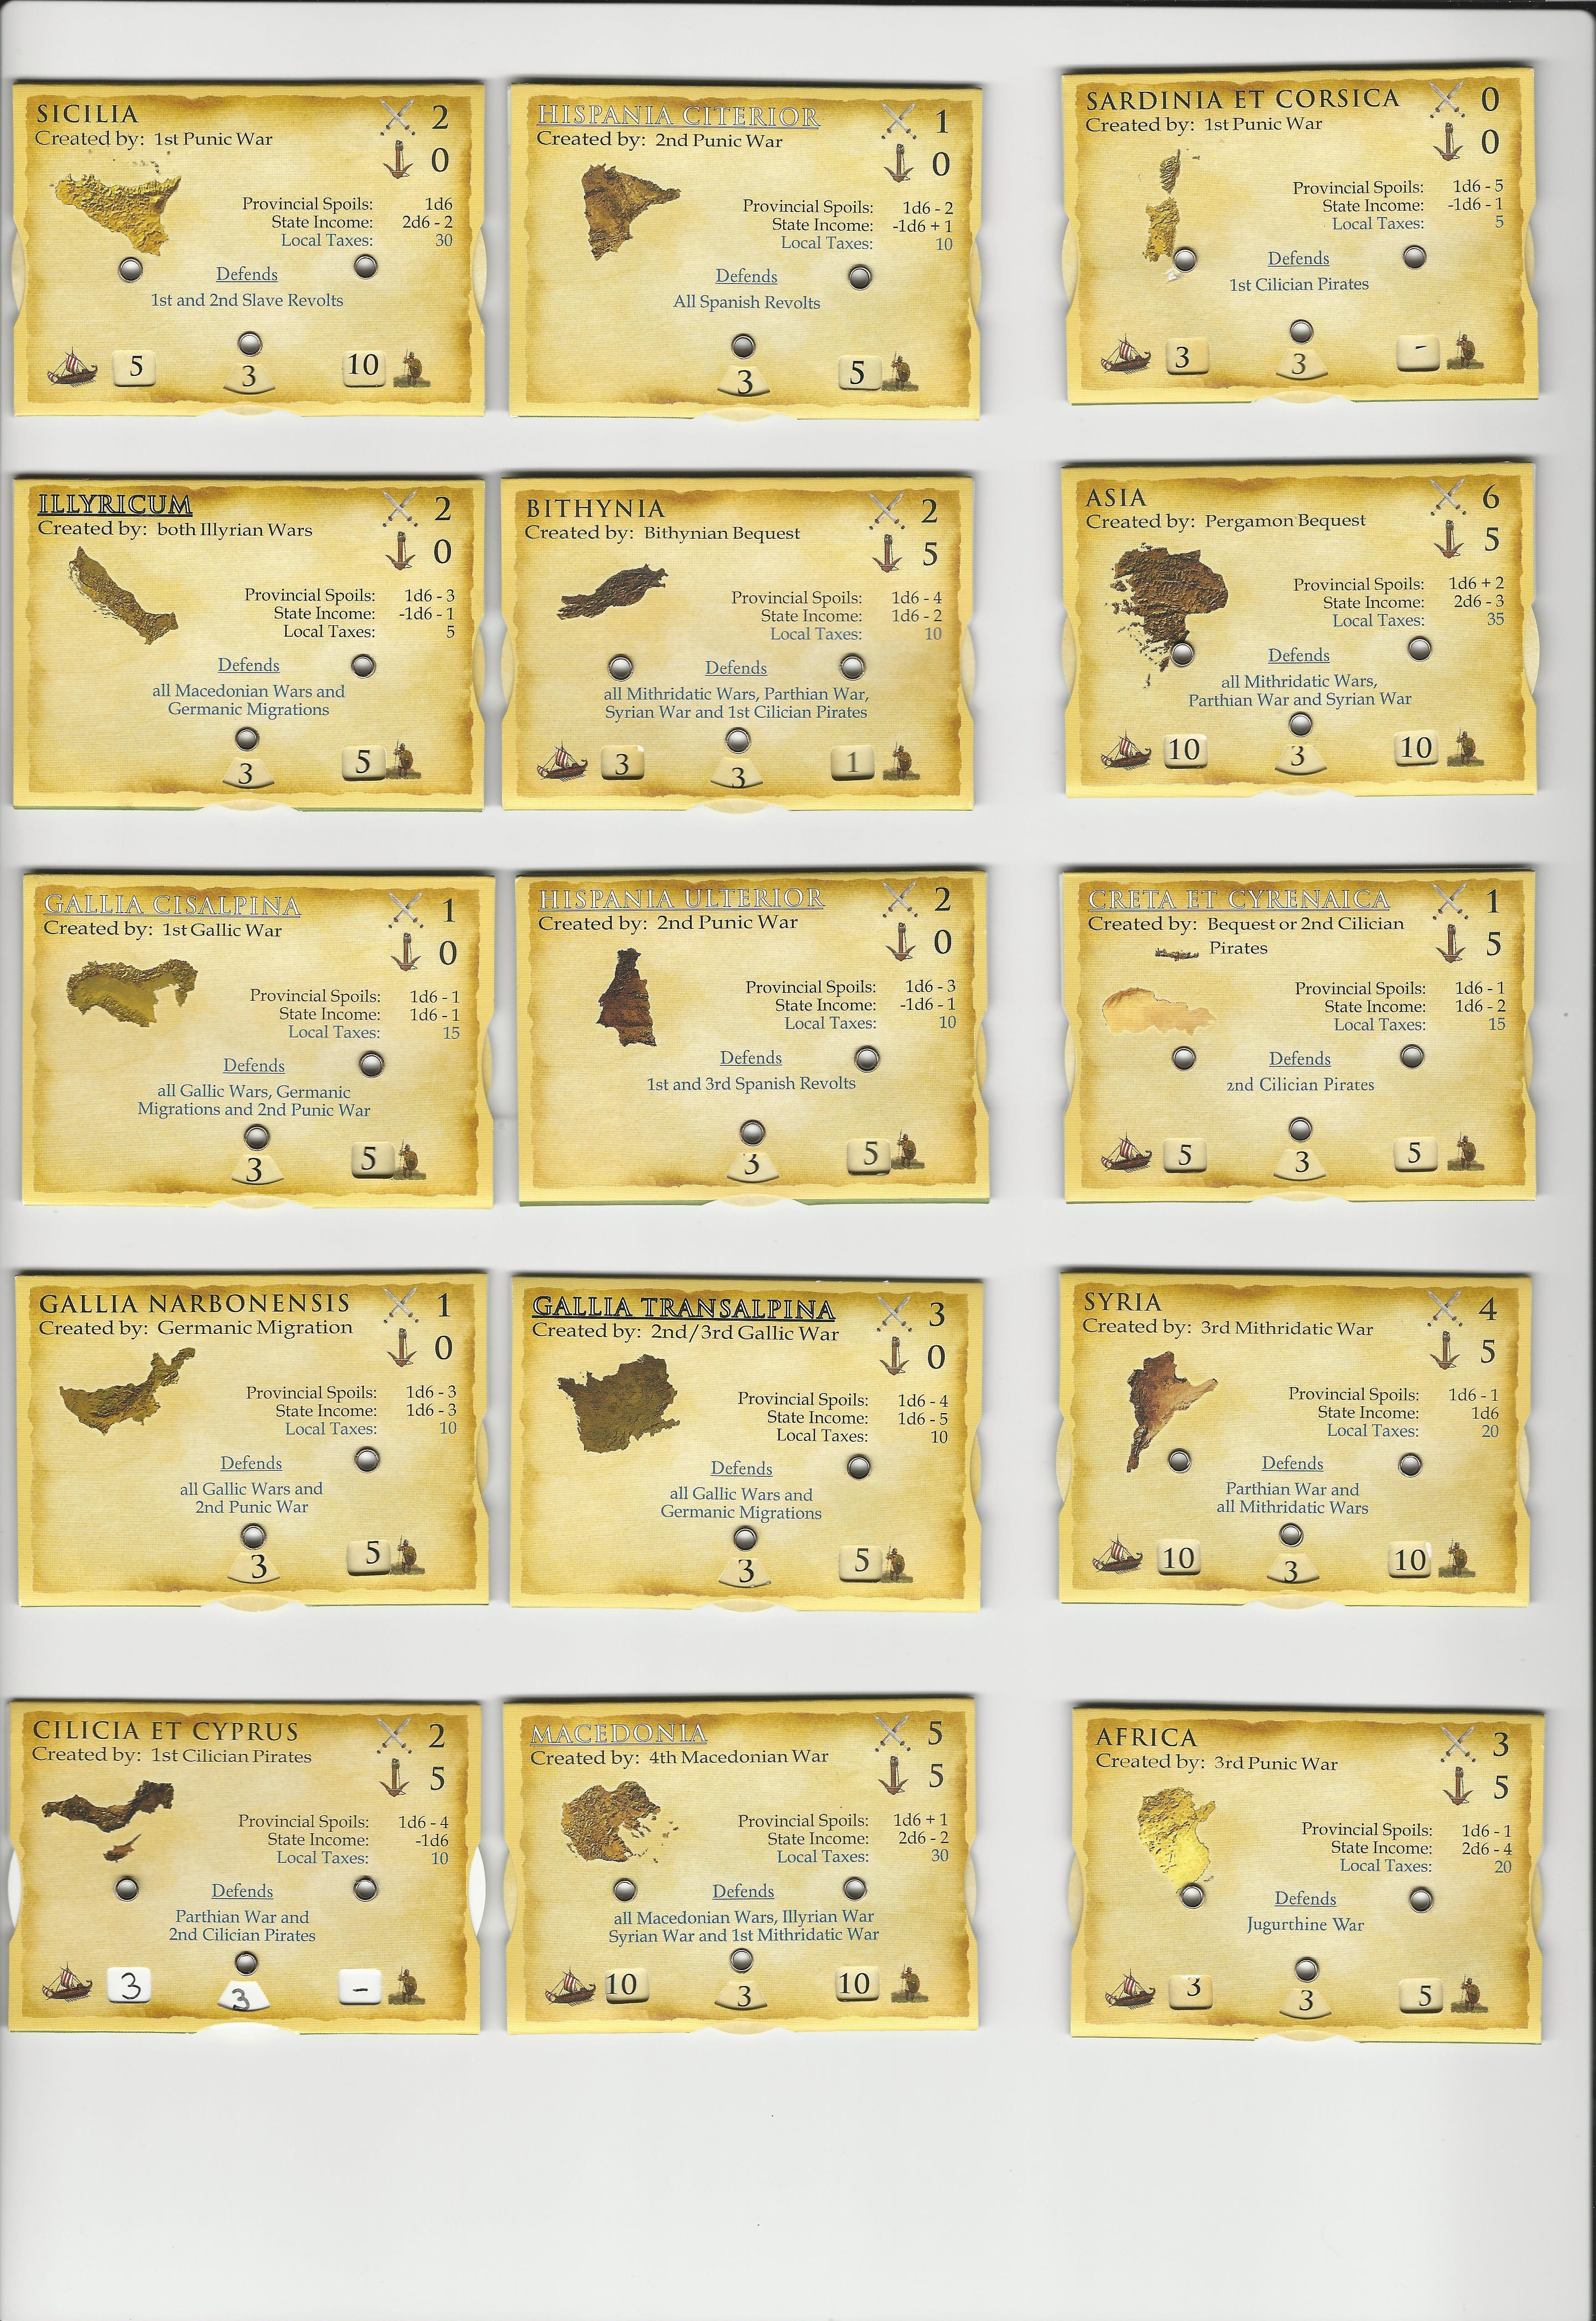 SICILIA 2
Created by: 1st Punic War
0
Provincial Spoils: 1d6
State Income: 2d6 - 2
Local Taxes: 30
Defends
1st and 2nd Slave Revolts
5 3 10
HISPANIA CITERIOR 1
Created by: 2nd Punic War
0
Provincial Spoils: 1d6 - 2
State Income: -1d6 + 1
Local Taxes: 10
Defends
All Spanish Revolts
3 5
SARDINIA ET CORSICA 0
Created by: 1st Punic War
0
Provincial Spoils: 1d6 - 5
State Income: -1d6 - 1
Local Taxes: 5
Defends
1st Cilician Pirates
3 3 -
ILLYRICUM 2
Created by: both Illyrian Wars
0
Provincial Spoils: 1d6 - 3
State Income: -1d6 - 1
Local Taxes: 5
Defends
all Macedonian Wars and
Germanic Migrations
3 5
BITHYNIA 2
Created by: Bithynian Bequest
5
Provincial Spoils: 1d6 - 4
State Income: 1d6 - 2
Local Taxes: 10
Defends
all Mithridatic Wars, Parthian War,
Syrian War and 1st Cilician Pirates
3 3 1
ASIA 6
Created by: Pergamon Bequest
5
Provincial Spoils: 1d6 + 2
State Income: 2d6 - 3
Local Taxes: 35
Defends
all Mithridatic Wars,
Parthian War and Syrian War
10 3 10
GALLIA CISALPINA 1
Created by: 1st Gallic War
0
Provincial Spoils: 1d6 - 1
State Income: 1d6 - 1
Local Taxes: 15
Defends
all Gallic Wars, Germanic
Migrations and 2nd Punic War
3 5
HISPANIA ULTERIOR 2
Created by: 2nd Punic War
0
Provincial Spoils: 1d6 - 3
State Income: -1d6 - 1
Local Taxes: 10
Defends
1st and 3rd Spanish Revolts
3 5
CRETA ET CYRENAICA 1
Created by: Bequest or 2nd Cilician
Pirates 5
Provincial Spoils: 1d6 - 1
State Income: 1d6 - 2
Local Taxes: 15
Defends
2nd Cilician Pirates
5 3 5
GALLIA NARBONENSIS 1
Created by: Germanic Migration
0
Provincial Spoils: 1d6 - 3
State Income: 1d6 - 3
Local Taxes: 10
Defends
all Gallic Wars and
2nd Punic War
3 5
GALLIA TRANSALPINA 3
Created by: 2nd/3rd Gallic War
0
Provincial Spoils: 1d6 - 4
State Income: 1d6 - 5
Local Taxes: 10
Defends
all Gallic Wars and
Germanic Migrations
3 5
SYRIA 4
Created by: 3rd Mithridatic War
5
Provincial Spoils: 1d6 - 1
State Income: 1d6
Local Taxes: 20
Defends
Parthian War and
all Mithridatic Wars
10 3 10
CILICIA ET CYPRUS 2
Created by: 1st Cilician Pirates
5
Provincial Spoils: 1d6 - 4
State Income: -1d6
Local Taxes: 10
Defends
Parthian War and
2nd Cilician Pirates
3 3 -
MACEDONIA 5
Created by: 4th Macedonian War
5
Provincial Spoils: 1d6 + 1
State Income: 2d6 - 2
Local Taxes: 30
Defends
all Macedonian Wars, Illyrian War
Syrian War and 1st Mithridatic War
10 3 10
AFRICA 3
Created by: 3rd Punic War
5
Provincial Spoils: 1d6 - 1
State Income: 2d6 - 4
Local Taxes: 20
Defends
Jugurthine War
3 3 5